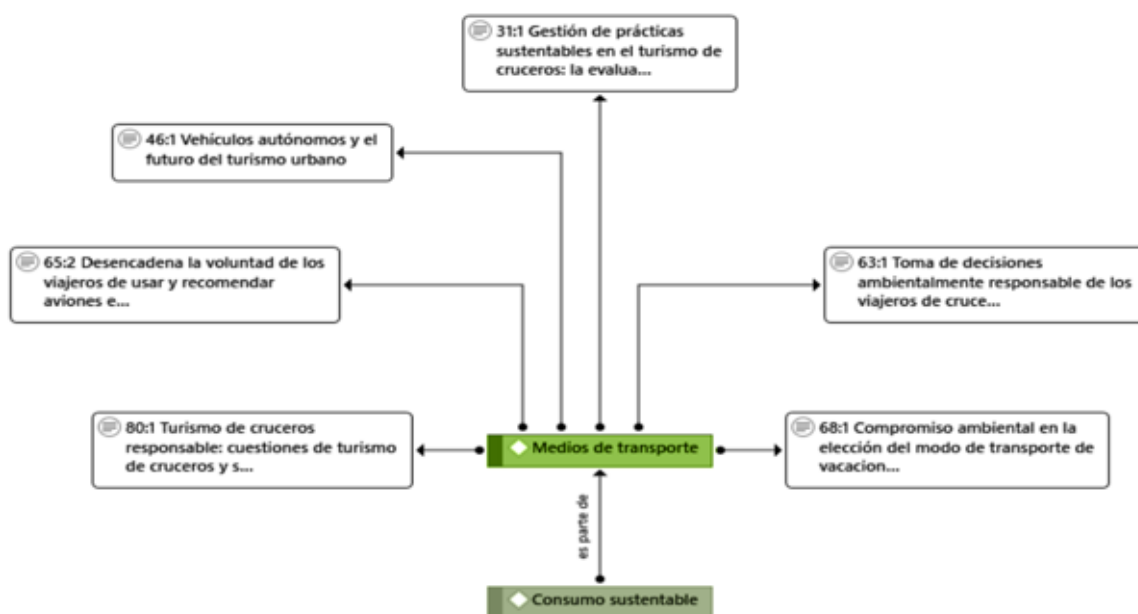 31:1 Gestión de prácticas
sustentables en el turismo de
cruceros: la evalua...
46:1 Vehículos autónomos y el
futuro del turismo urbano
65:2 Desencadena la voluntad de los
viajeros de usar y recomendar
aviones e...
63:1 Toma de decisiones
ambientalmente responsable de los
viajeros de cruce...
80:1 Turismo de cruceros
responsable: cuestiones de turismo
de cruceros y s...
Medios de transporte
68:1 Compromiso ambiental en la
elección del modo de transporte de
vacacion...
es parte de
Consumo sustentable